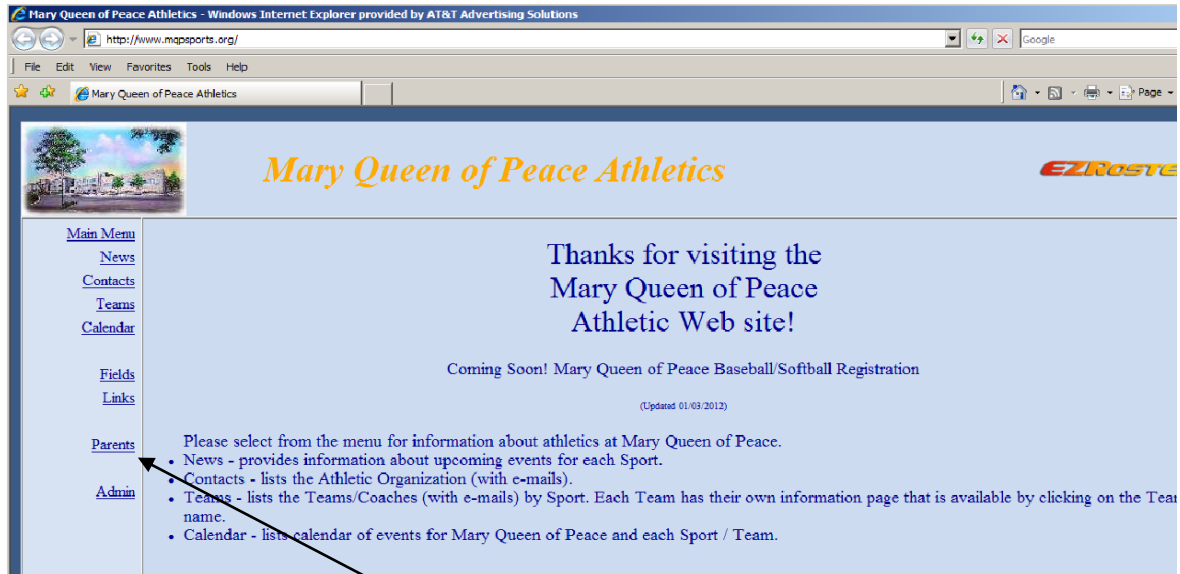 Mary Queen of Peace Athletics - Windows Internet Explorer provided by AT&T Advertising Solutions
http://www.mqpsports.org/
Google
File Edit View Favorites Tools Help
Mary Queen of Peace Athletics
Page
Mary Queen of Peace Athletics
EZROSTE
Main Menu
News
Contacts
Teams
Calendar
Fields
Links
Parents
Admin
Thanks for visiting the
Mary Queen of Peace
Athletic Web site!
Coming Soon! Mary Queen of Peace Baseball/Softball Registration
(Updated 01/03/2012)
Please select from the menu for information about athletics at Mary Queen of Peace.
• News - provides information about upcoming events for each Sport.
• Contacts - lists the Athletic Organization (with e-mails).
• Teams - lists the Teams/Coaches (with e-mails) by Sport. Each Team has their own information page that is available by clicking on the Tea
name.
• Calendar - lists calendar of events for Mary Queen of Peace and each Sport / Team.